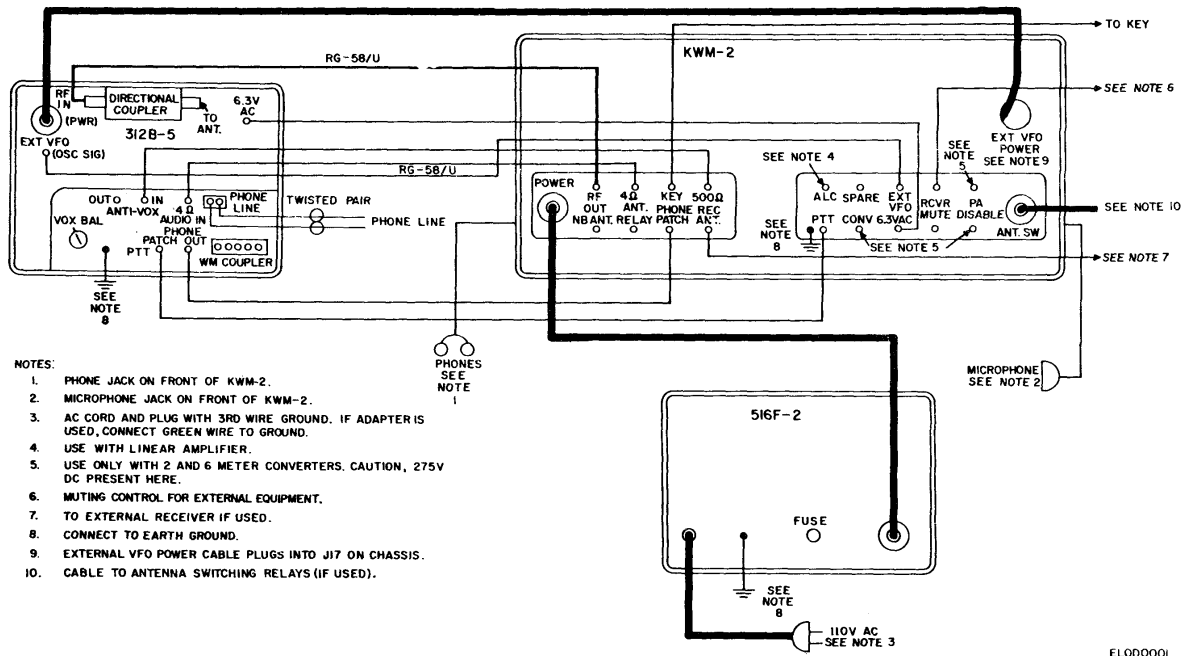 TO KEY
KWM-2
RG-58/U
SEE NOTE 6
RF
IN
DIRECTIONAL
COUPLER
TO
ANT.
6.3V
AC
(PWR)
312B-5
EXT VFO
(OSC SIG)
EXT VFO
POWER
SEE NOTE 9
RG-58/U
SEE NOTE 4
SEE
NOTE
5
OUT IN
ANTI-VOX
4Ω
AUDIO IN
PHONE
LINE
TWISTED PAIR
PHONE LINE
VOX BAL
PHONE
PATCH OUT
PTT
WM COUPLER
SEE
NOTE
8
POWER
RF
OUT
4Ω
ANT.
KEY
500Ω
NB ANT. RELAY
PHONE
PATCH
REC
ANT.
ALC
SPARE
EXT
VFO
RCVR
MUTE
PA
DISABLE
SEE
NOTE
8
PTT CONV 6.3VAC
SEE NOTE 5
ANT. SW
SEE NOTE 10
SEE NOTE 7
PHONES
SEE
NOTE
1
MICROPHONE
SEE NOTE 2
516F-2
FUSE
SEE
NOTE
8
110V AC
SEE NOTE 3
NOTES:
1. PHONE JACK ON FRONT OF KWM-2.
2. MICROPHONE JACK ON FRONT OF KWM-2.
3. AC CORD AND PLUG WITH 3RD WIRE GROUND. IF ADAPTER IS
USED, CONNECT GREEN WIRE TO GROUND.
4. USE WITH LINEAR AMPLIFIER.
5. USE ONLY WITH 2 AND 6 METER CONVERTERS. CAUTION, 275V
DC PRESENT HERE.
6. MUTING CONTROL FOR EXTERNAL EQUIPMENT.
7. TO EXTERNAL RECEIVER IF USED.
8. CONNECT TO EARTH GROUND.
9. EXTERNAL VFO POWER CABLE PLUGS INTO J17 ON CHASSIS.
10. CABLE TO ANTENNA SWITCHING RELAYS (IF USED).